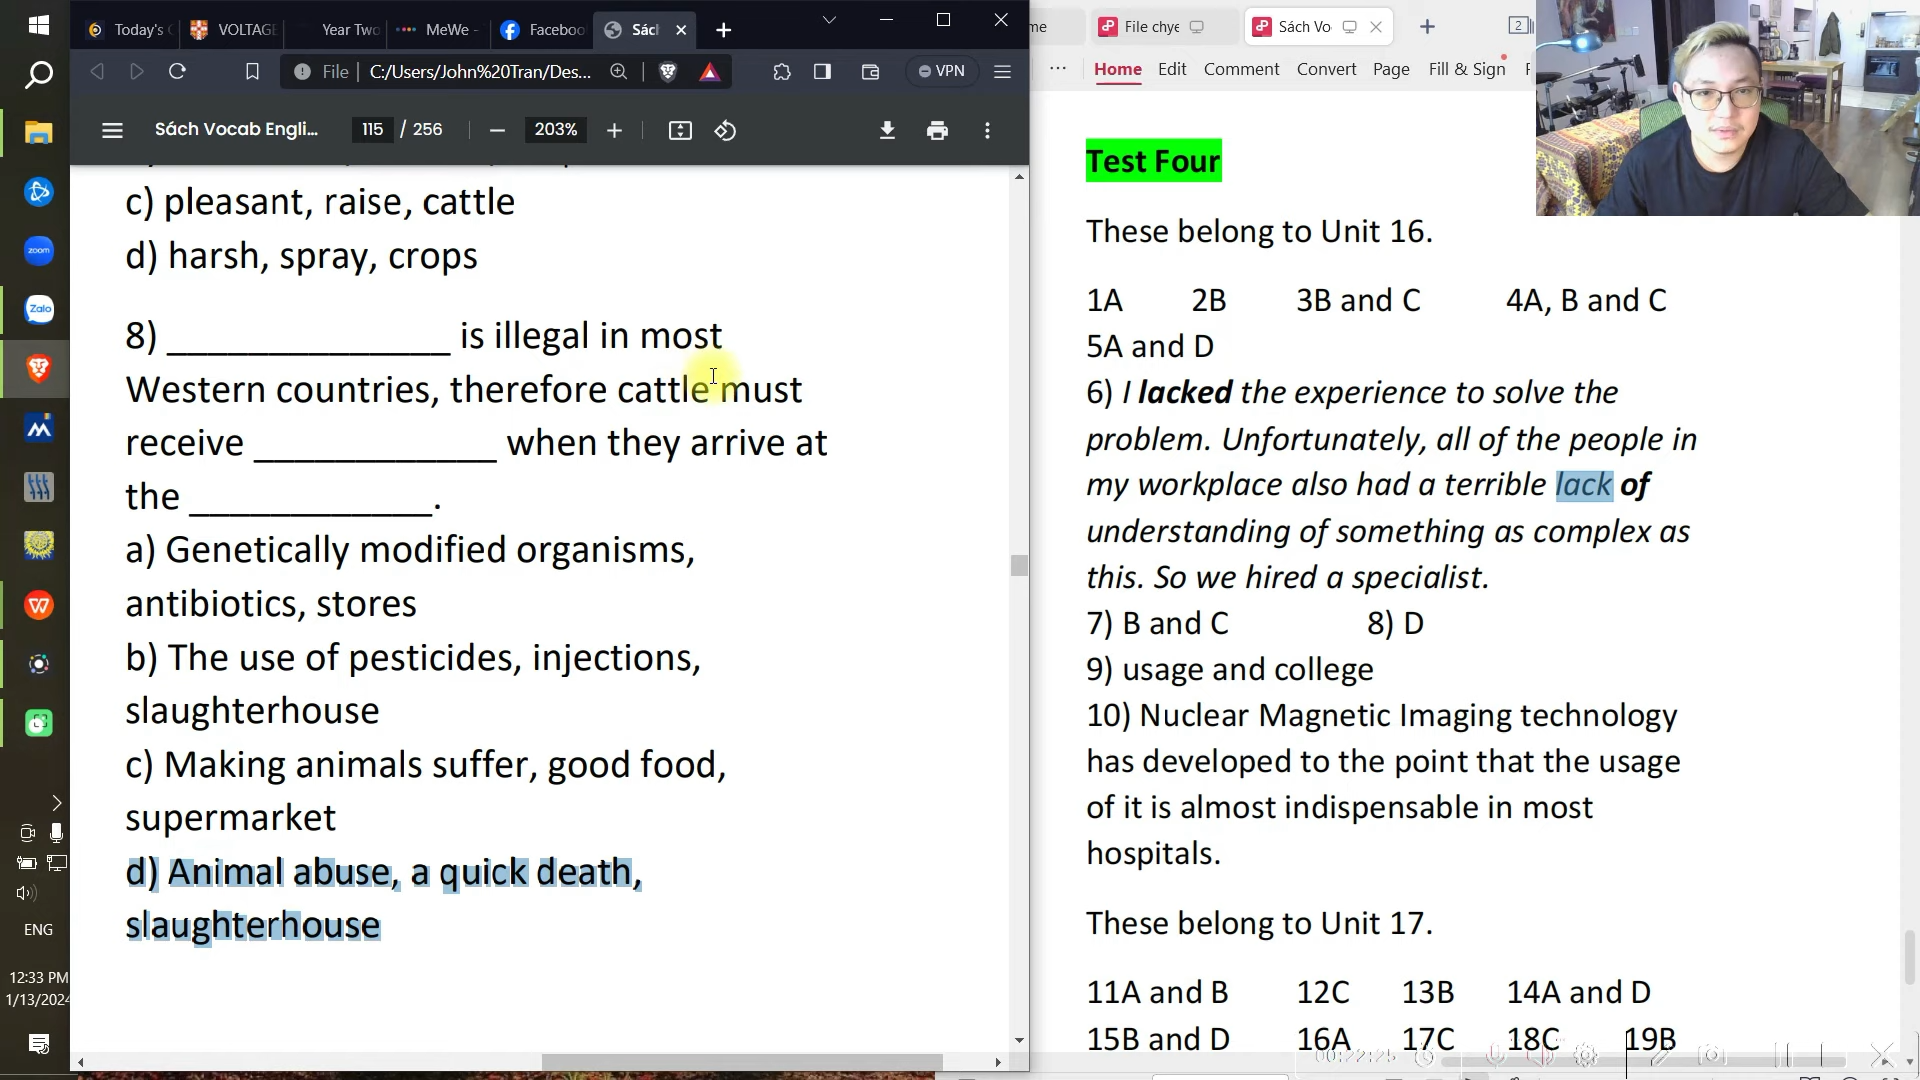 Today's
VOLTAGE
Year Two
MeWe -
Faceboo
Sác
me
File chye
Sách Vo
2
File
C:/Users/John%20Tran/Des...
VPN
Home
Edit
Comment
Convert
Page
Fill & Sign
Sách Vocab Engli...
115 / 256
203%
c) pleasant, raise, cattle
d) harsh, spray, crops
8) ______________ is illegal in most
Western countries, therefore cattle must
receive ____________ when they arrive at
the ____________.
a) Genetically modified organisms,
antibiotics, stores
b) The use of pesticides, injections,
slaughterhouse
c) Making animals suffer, good food,
supermarket
d) Animal abuse, a quick death,
slaughterhouse
Test Four
These belong to Unit 16.
1A 2B 3B and C 4A, B and C
5A and D
6) I lacked the experience to solve the
problem. Unfortunately, all of the people in
my workplace also had a terrible lack of
understanding of something as complex as
this. So we hired a specialist.
7) B and C 8) D
9) usage and college
10) Nuclear Magnetic Imaging technology
has developed to the point that the usage
of it is almost indispensable in most
hospitals.
These belong to Unit 17.
11A and B 12C 13B 14A and D
15B and D 16A 17C 18C 19B
00:22:25
zoom
Zalo
ENG
12:33 PM
1/13/2024